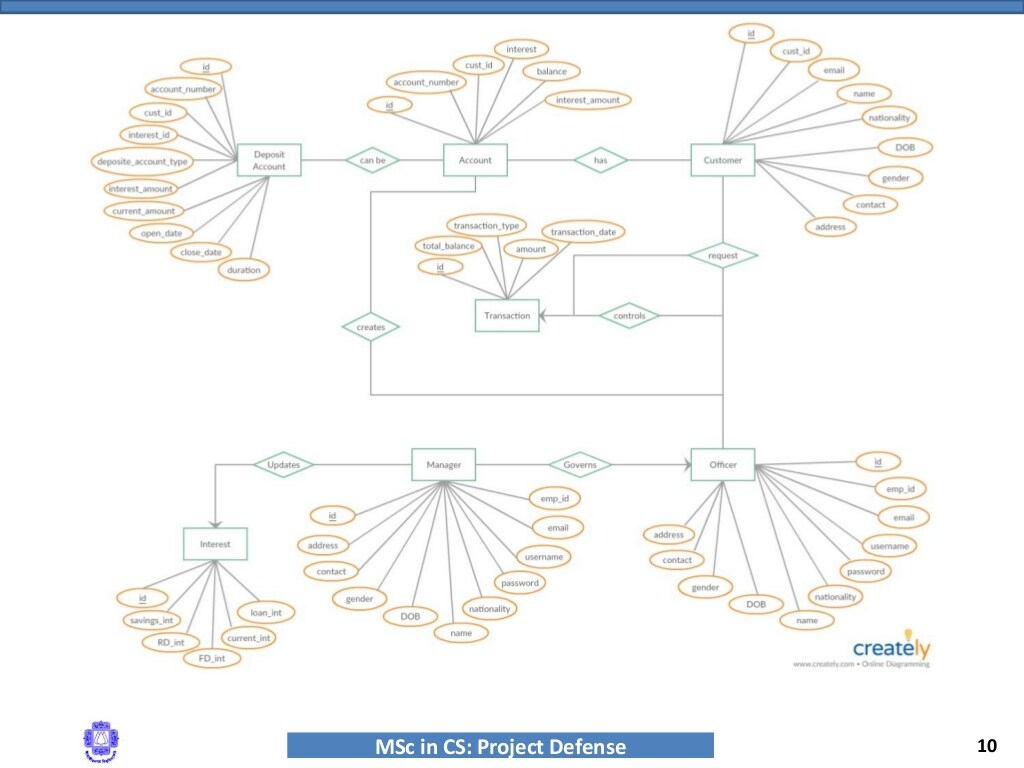 id
account_number
cust_id
interest_id
deposite_account_type
interest_amount
current_amount
open_date
close_date
duration
Deposit
Account
can be
id
account_number
cust_id
interest
balance
interest_amount
Account
has
id
cust_id
email
name
nationality
DOB
gender
contact
address
Customer
id
total_balance
transaction_type
amount
transaction_date
Transaction
request
controls
creates
Updates
Manager
Governs
Officer
Interest
id
savings_int
RD_int
FD_int
current_int
loan_int
id
address
contact
gender
DOB
name
nationality
password
username
email
emp_id
address
contact
gender
DOB
name
nationality
password
username
email
emp_id
id
creately
www.creately.com • Online Diagramming
MSc in CS: Project Defense
10